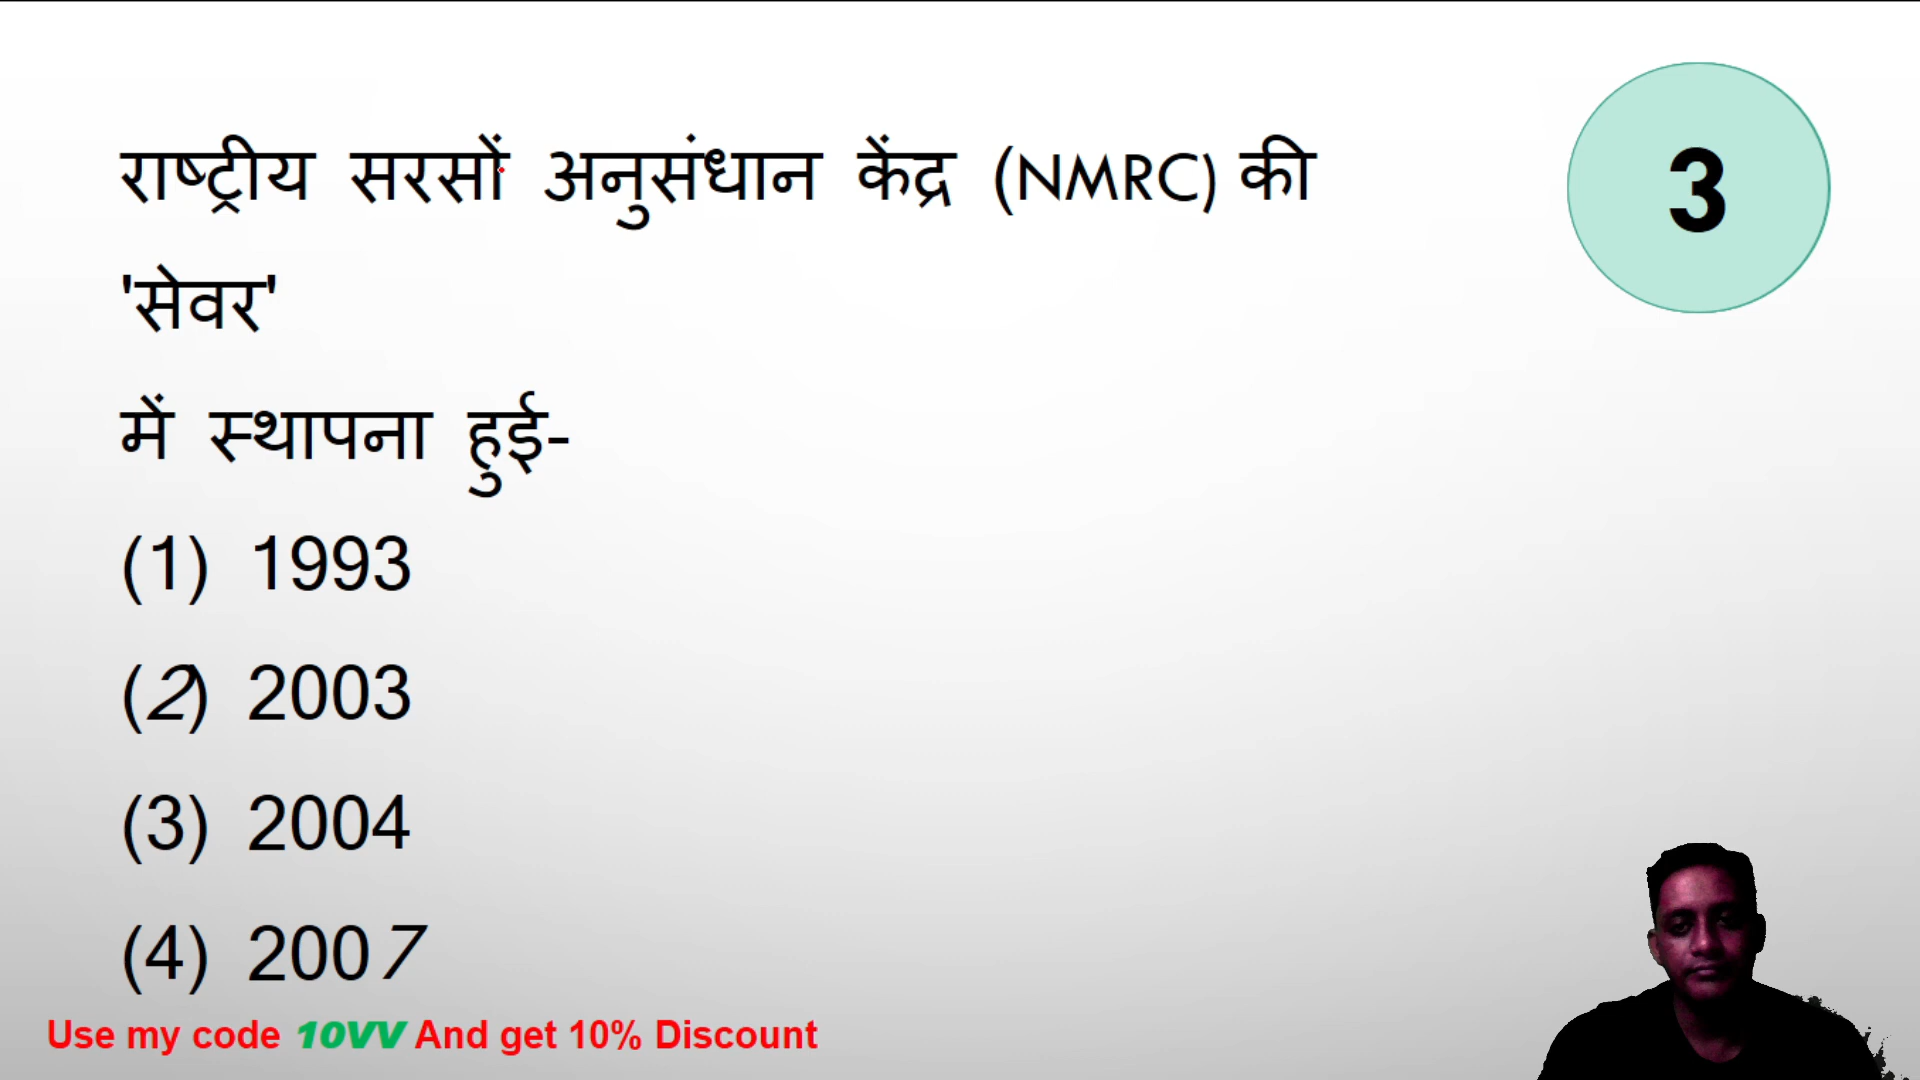 राष्ट्रीय सरसों अनुसंधान केंद्र (NMRC) की
'सेवर'
में स्थापना हुई-
(1) 1993
(2) 2003
(3) 2004
(4) 2007
3
Use my code 10VV And get 10% Discount